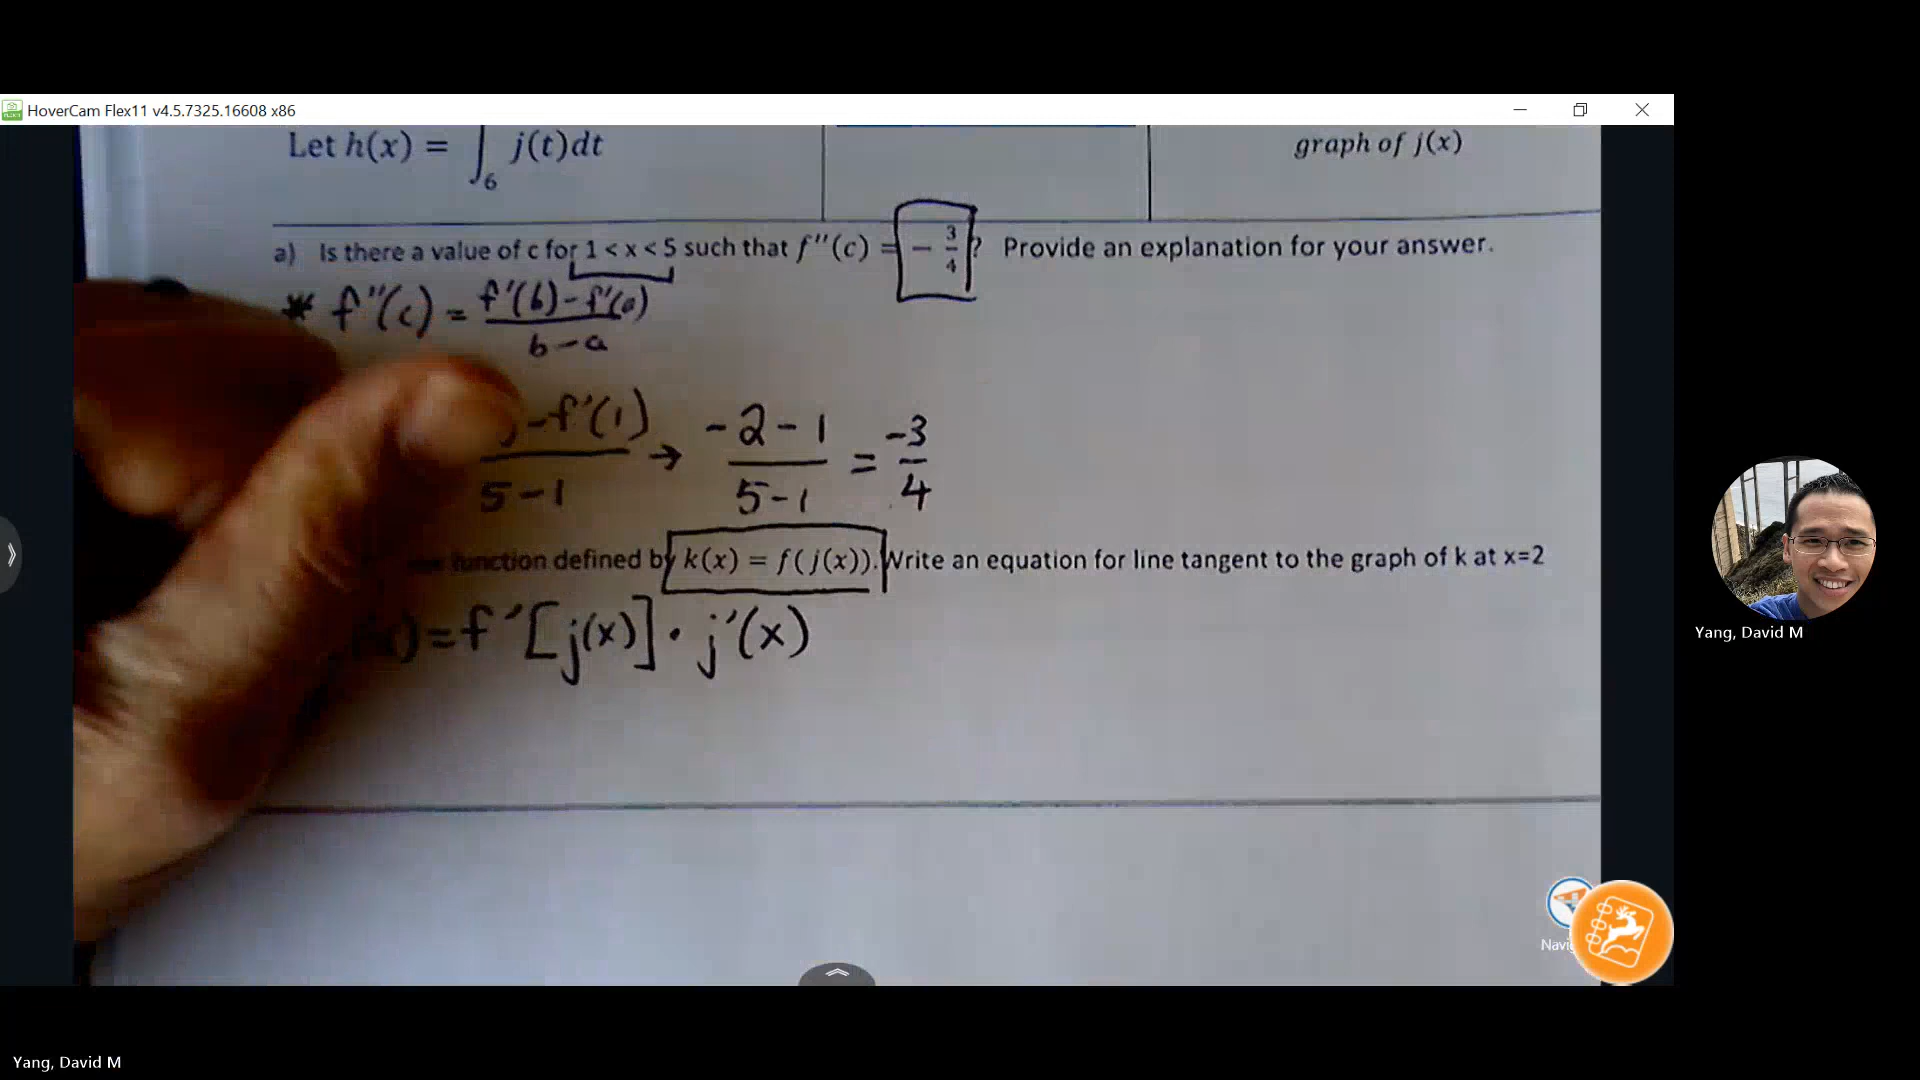 HoverCam Flex11 v4.5.7325.16608 x86
Let h(x) = ∫₆ j(t)dt
graph of j(x)
a) Is there a value of c for 1 < x < 5 such that f''(c) = - 3/4 ? Provide an explanation for your answer.
* f''(c) = f'(b) - f'(a) / b - a
- f'(1) / 5 - 1 → -2 - 1 / 5 - 1 = -3/4
function defined by k(x) = f(j(x)). Write an equation for line tangent to the graph of k at x=2
(x) = f'[j(x)] · j'(x)
Yang, David M
Yang, David M